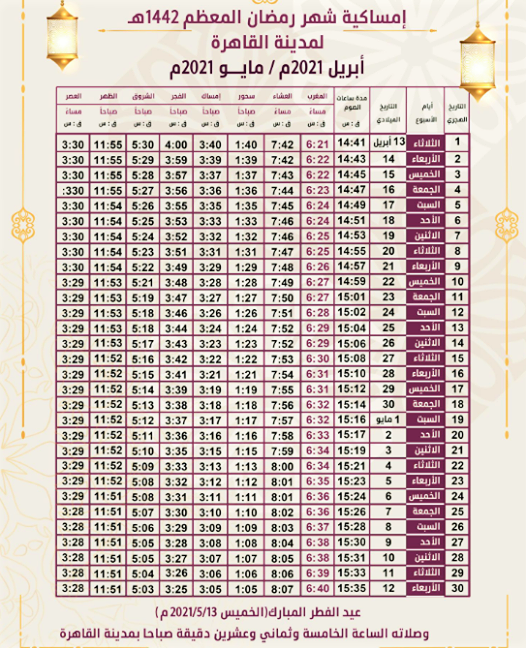 إمساكية شهر رمضان المعظم 1442هـ
لمدينة القاهرة
أبريل 2021م / مايـــو 2021م
التاريخ الهجري أيام الأسبوع التاريخ الميلادي مدة ساعات الصوم المغرب العشاء سحور إمساك الفجر الشروق الظهر العصر
مساءً مساءً صباحاً صباحاً صباحاً صباحاً صباحاً مساءً
ق : س ق : س ق : س ق : س ق : س ق : س ق : س ق : س ق : س
1 الثلاثاء 13 أبريل 14:41 6:21 7:42 1:40 3:40 4:00 5:30 11:55 3:30
2 الأربعاء 14 14:43 6:22 7:42 1:39 3:39 3:59 5:29 11:55 3:30
3 الخميس 15 14:45 6:22 7:43 1:37 3:37 3:57 5:28 11:55 3:30
4 الجمعة 16 14:47 6:23 7:44 1:36 3:36 3:56 5:27 11:55 :330
5 السبت 17 14:49 6:24 7:45 1:35 3:35 3:55 5:26 11:54 3:30
6 الأحد 18 14:51 6:24 7:46 1:33 3:33 3:53 5:25 11:54 3:30
7 الاثنين 19 14:53 6:25 7:46 1:32 3:32 3:52 5:24 11:54 3:30
8 الثلاثاء 20 14:55 6:25 7:47 1:31 3:31 3:51 5:23 11:54 3:30
9 الأربعاء 21 14:57 6:26 7:48 1:29 3:29 3:49 5:22 11:54 3:30
10 الخميس 22 14:59 6:27 7:49 1:28 3:28 3:48 5:21 11:53 3:29
11 الجمعة 23 15:01 6:27 7:50 1:27 3:27 3:47 5:19 11:53 3:29
12 السبت 24 15:02 6:28 7:51 1:26 3:26 3:46 5:18 11:53 3:29
13 الأحد 25 15:04 6:29 7:52 1:24 3:24 3:44 5:18 11:53 3:29
14 الاثنين 26 15:06 6:29 7:52 1:23 3:23 3:43 5:17 11:53 3:29
15 الثلاثاء 27 15:08 6:30 7:53 1:22 3:22 3:42 5:16 11:52 3:29
16 الأربعاء 28 15:10 6:31 7:54 1:21 3:21 3:41 5:15 11:52 3:29
17 الخميس 29 15:12 6:31 7:55 1:19 3:19 3:39 5:14 11:52 3:29
18 الجمعة 30 15:14 6:32 7:56 1:18 3:18 3:38 5:13 11:52 3:29
19 السبت 1 مايو 15:16 6:32 7:57 1:17 3:17 3:37 5:12 11:52 3:29
20 الأحد 2 15:17 6:33 7:58 1:16 3:16 3:36 5:11 11:52 3:29
21 الاثنين 3 15:19 6:34 7:59 1:15 3:15 3:35 5:10 11:52 3:29
22 الثلاثاء 4 15:21 6:34 8:00 1:13 3:13 3:33 5:09 11:52 3:29
23 الأربعاء 5 15:23 6:35 8:01 1:12 3:12 3:32 5:08 11:52 3:29
24 الخميس 6 15:24 6:36 8:01 1:11 3:11 3:31 5:08 11:51 3:29
25 الجمعة 7 15:26 6:36 8:02 1:10 3:10 3:30 5:07 11:51 3:28
26 السبت 8 15:28 6:37 8:03 1:09 3:09 3:29 5:06 11:51 3:28
27 الأحد 9 15:30 6:38 8:04 1:08 3:08 3:28 5:05 11:51 3:28
28 الاثنين 10 15:31 6:38 8:05 1:07 3:07 3:27 5:05 11:51 3:28
29 الثلاثاء 11 15:33 6:39 8:06 1:06 3:06 3:26 5:04 11:51 3:28
30 الأربعاء 12 15:35 6:40 8:07 1:05 3:05 3:25 5:03 11:51 3:28
عيد الفطر المبارك(الخميس 2021/5/13 م)
وصلاته الساعة الخامسة وثماني وعشرين دقيقة صباحا بمدينة القاهرة